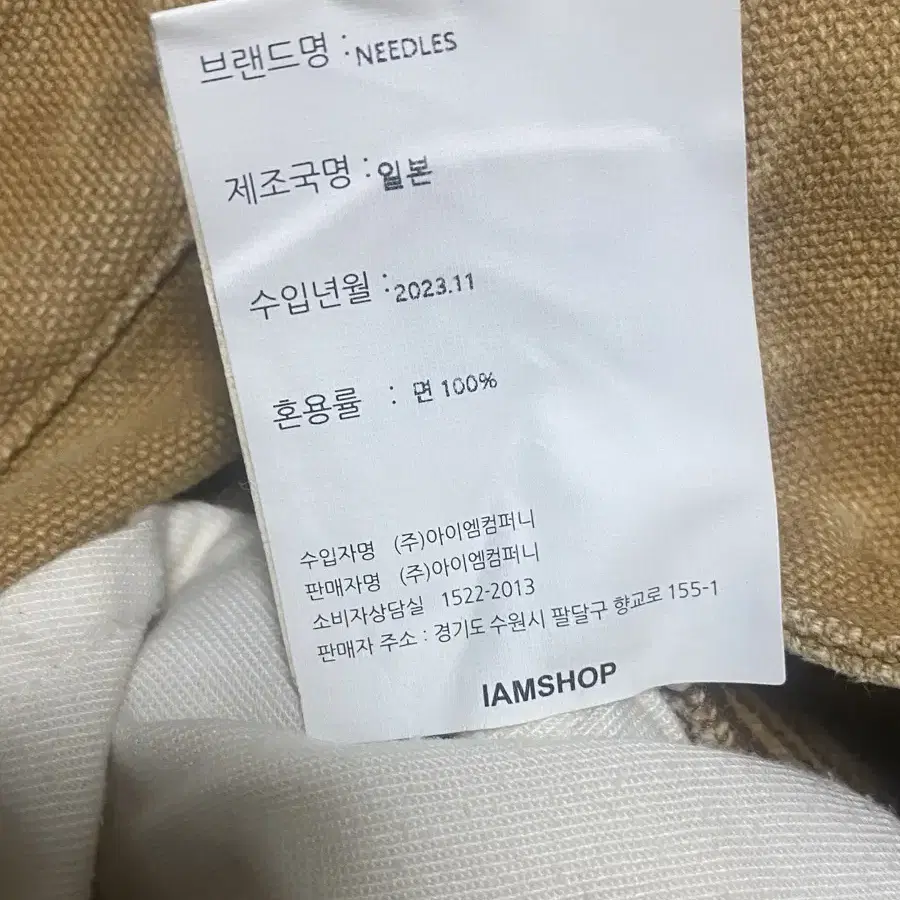 브랜드명 : NEEDLES
제조국명 : 일본
수입년월 : 2023.11
혼용률 : 면 100%
수입자명 (주)아이엠컴퍼니
판매자명 (주)아이엠컴퍼니
소비자상담실 1522-2013
판매자 주소 : 경기도 수원시 팔달구 향교로 155-1
IAMSHOP